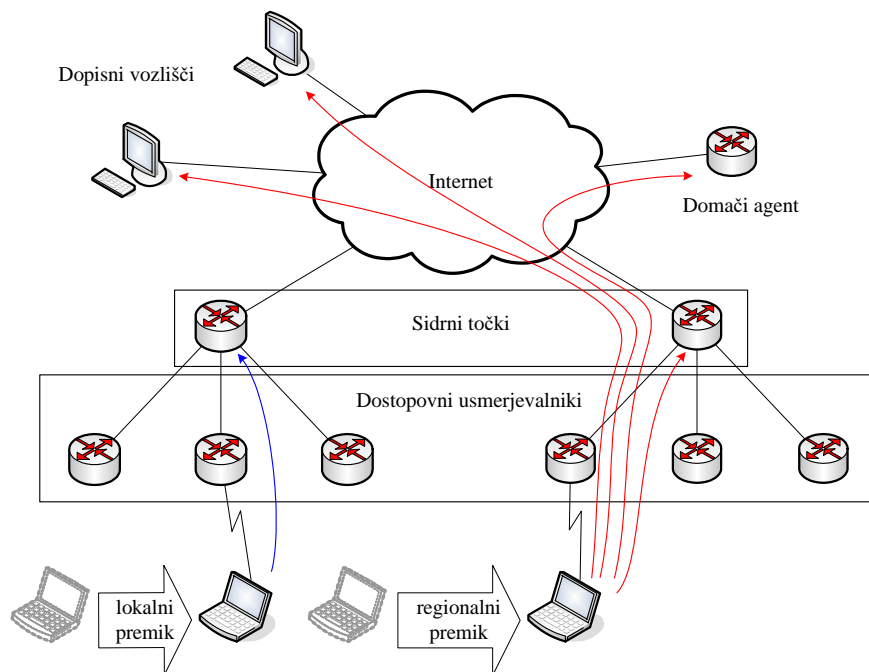 Dopisni vozlišči
Internet
Domači agent
Sidrni točki
Dostopovni usmerjevalniki
lokalni
premik
regionalni
premik